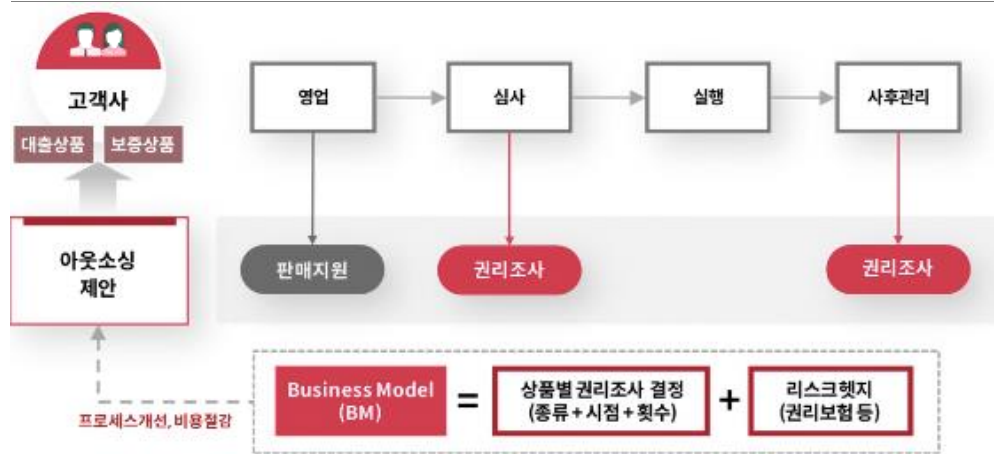 고객사
대출상품 보증상품
영업 심사 실행 사후관리
아웃소싱
제안
판매지원 권리조사 권리조사
프로세스개선, 비용절감
Business Model
(BM)
=
상품별 권리조사 결정
(종류 + 시점 + 횟수)
+
리스크헷지
(권리보험 등)